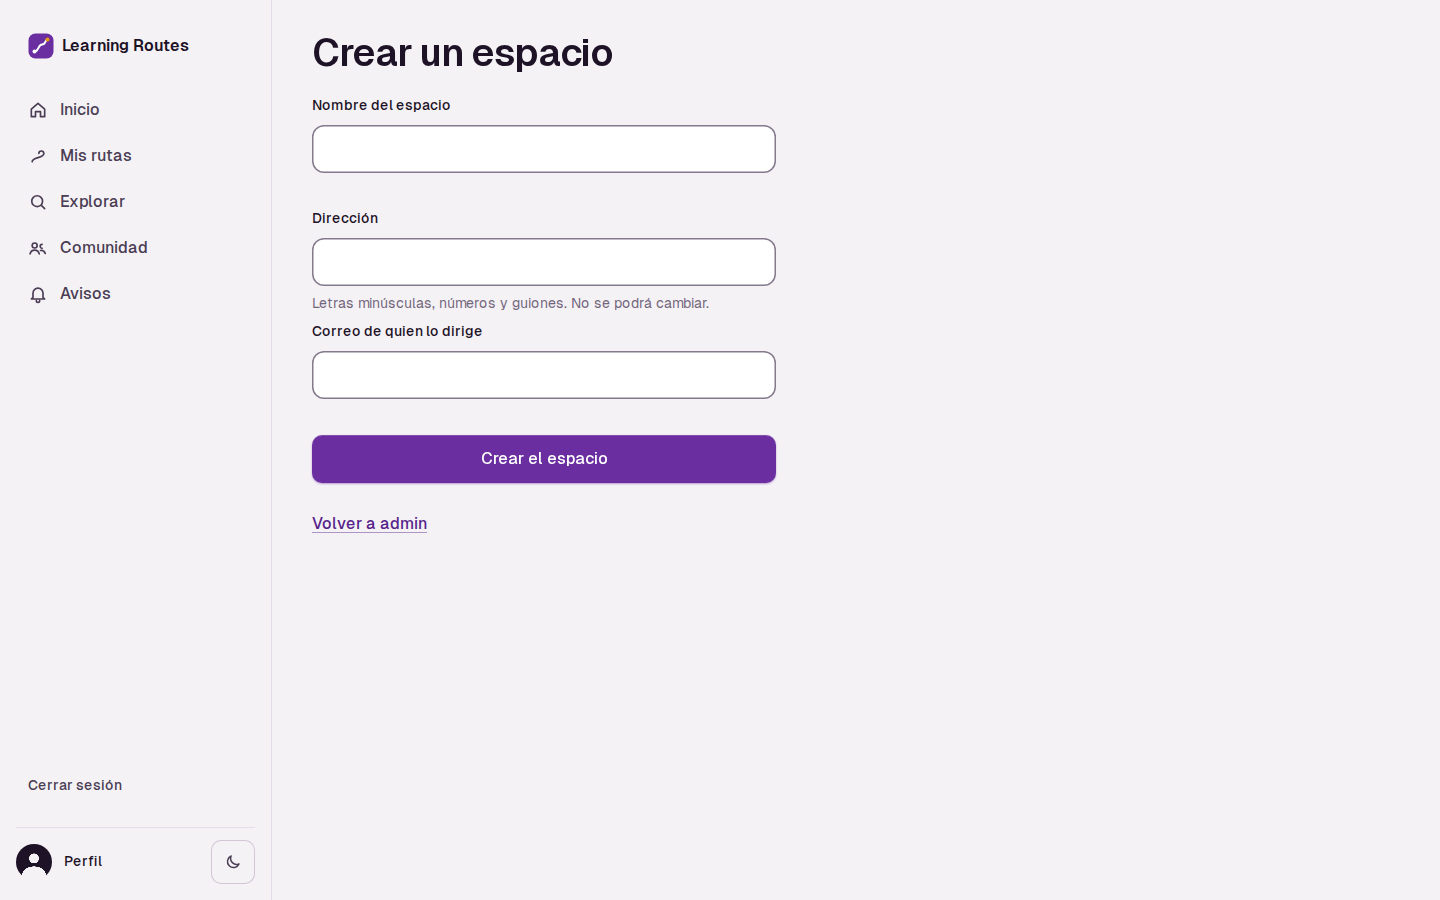 Learning Routes
Inicio
Mis rutas
Explorar
Comunidad
Avisos
Cerrar sesión
Perfil
Crear un espacio
Nombre del espacio
Dirección
Letras minúsculas, números y guiones. No se podrá cambiar.
Correo de quien lo dirige
Crear el espacio
Volver a admin